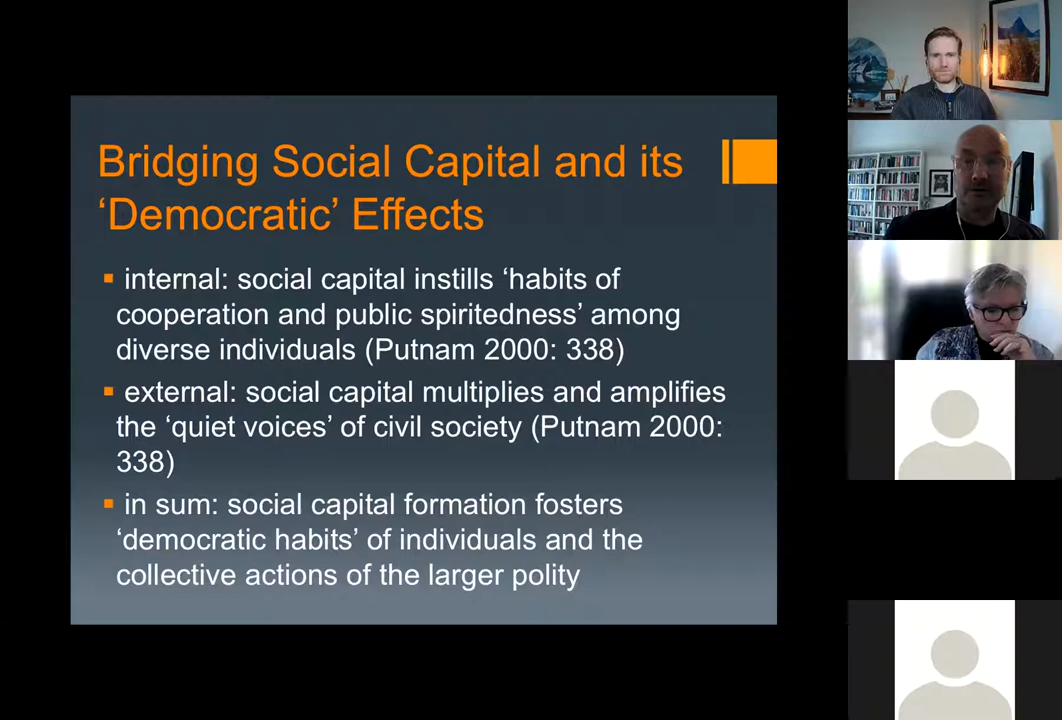 Bridging Social Capital and its
‘Democratic’ Effects
internal: social capital instills ‘habits of
cooperation and public spiritedness’ among
diverse individuals (Putnam 2000: 338)
external: social capital multiplies and amplifies
the ‘quiet voices’ of civil society (Putnam 2000:
338)
in sum: social capital formation fosters
‘democratic habits’ of individuals and the
collective actions of the larger polity